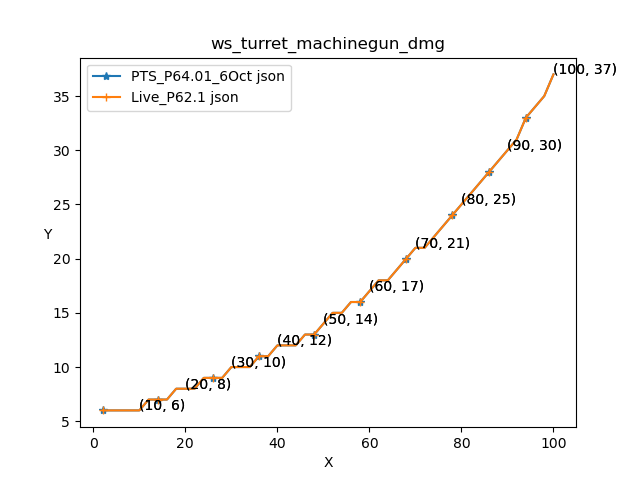 ws_turret_machinegun_dmg
PTS_P64.01_6Oct json
Live_P62.1 json
(100, 37)
35
(90, 30)
30
(80, 25)
25
Y
(70, 21)
20
(60, 17)
15
(50, 14)
(40, 12)
(30, 10)
10
(20, 8)
(10, 6)
5
0 20 40 60 80 100
X